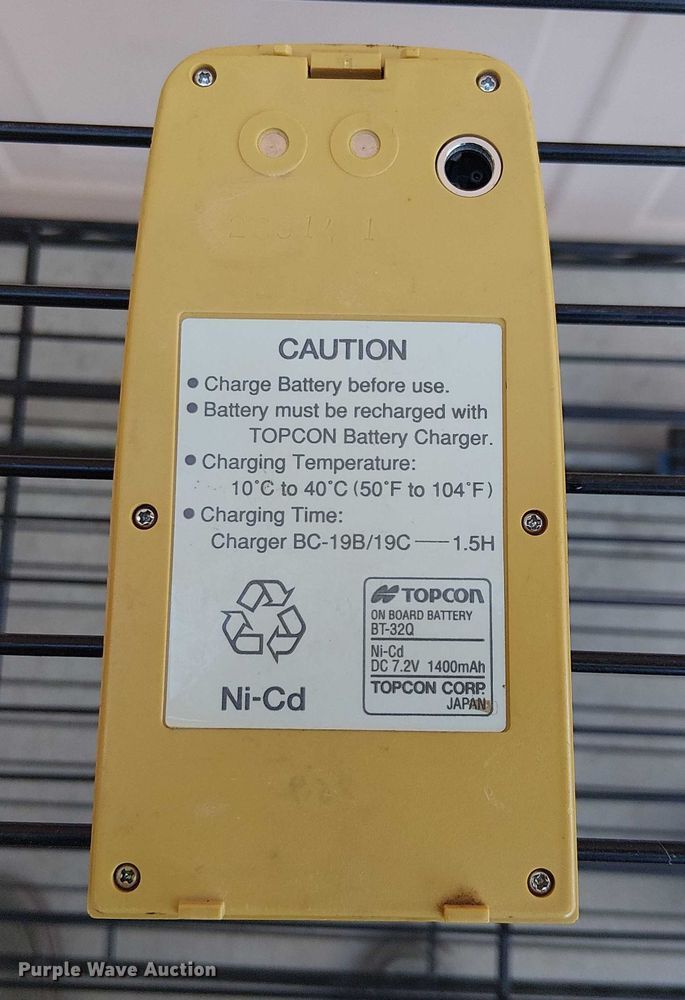 CAUTION
• Charge Battery before use.
• Battery must be recharged with
TOPCON Battery Charger.
• Charging Temperature:
10°C to 40°C (50°F to 104°F)
• Charging Time:
Charger BC-19B/19C — 1.5H
Ni-Cd
TOPCON
ON BOARD BATTERY
BT-32Q
Ni-Cd
DC 7.2V 1400mAh
TOPCON CORP.
JAPAN
Purple Wave Auction